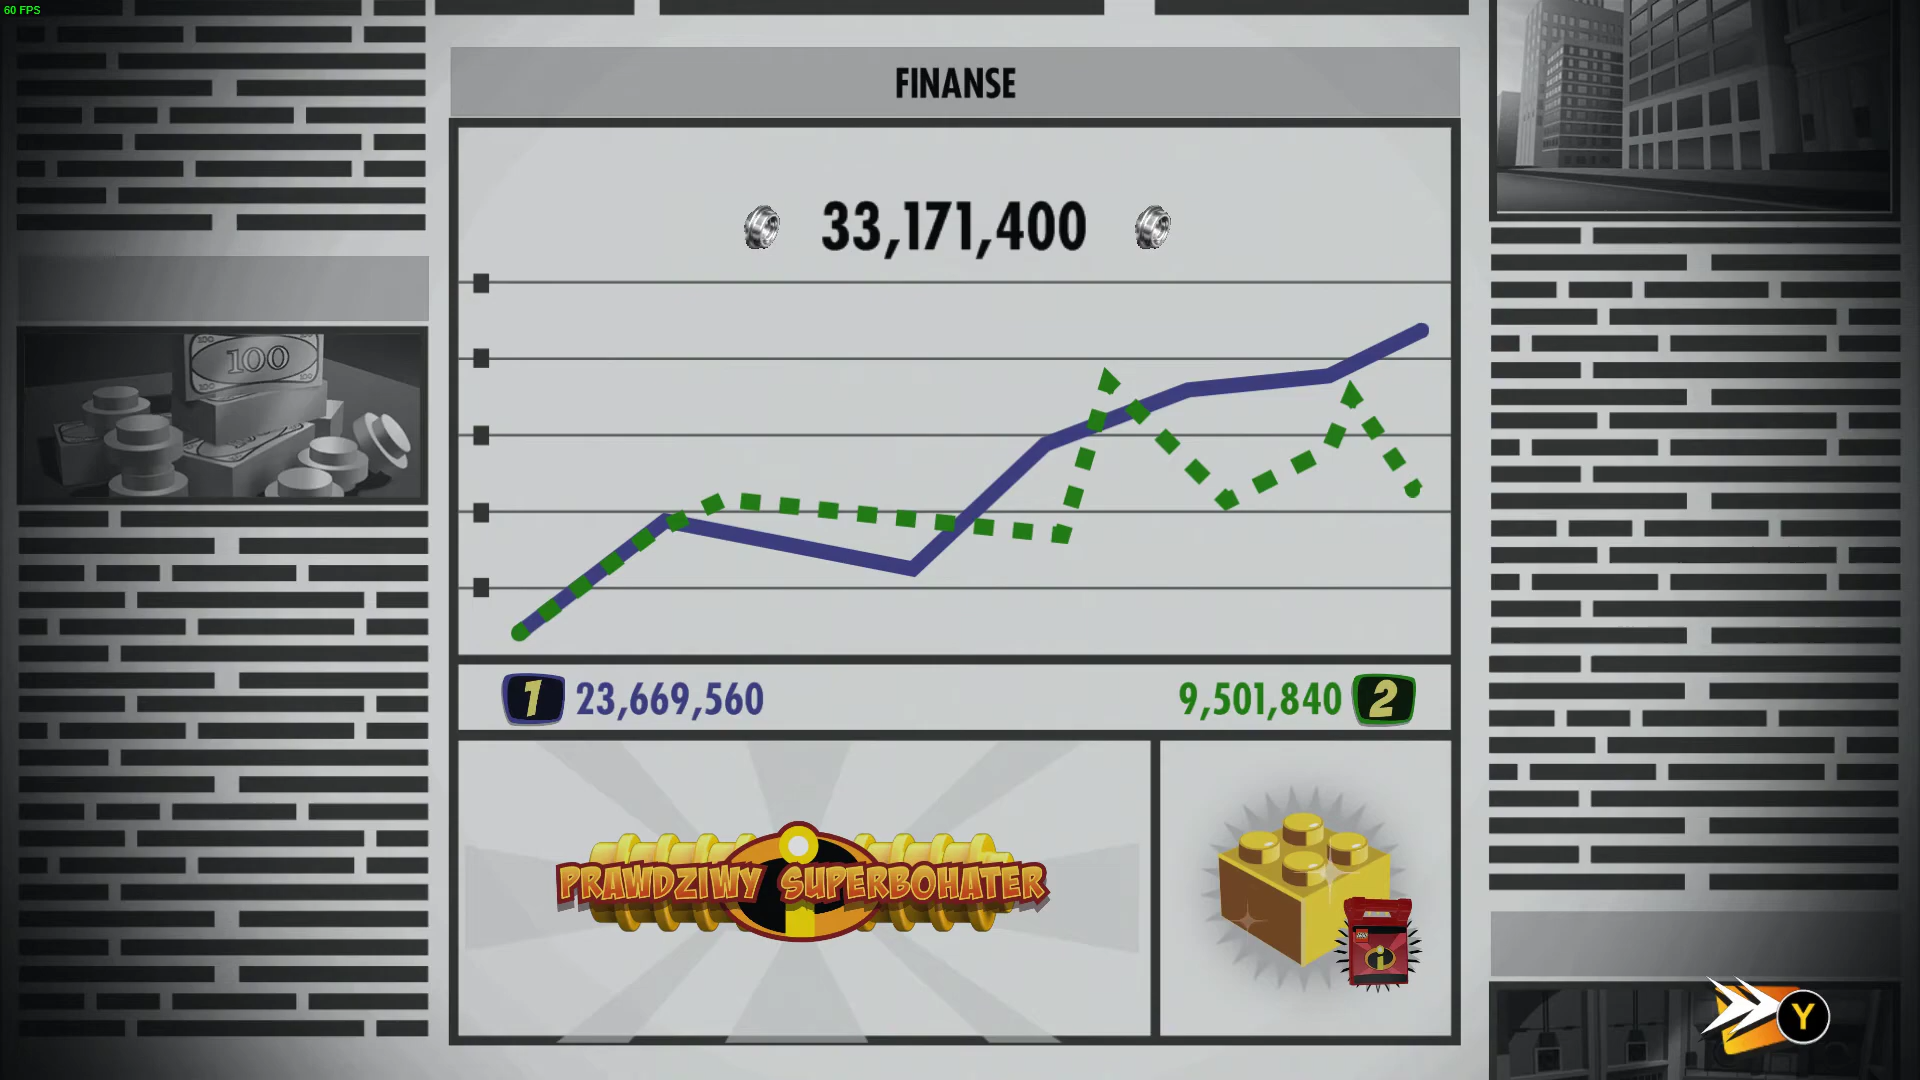 60 FPS
FINANSE
33,171,400
100
1 23,669,560
9,501,840 2
PRAWDZIWY SUPERBOHATER
Y